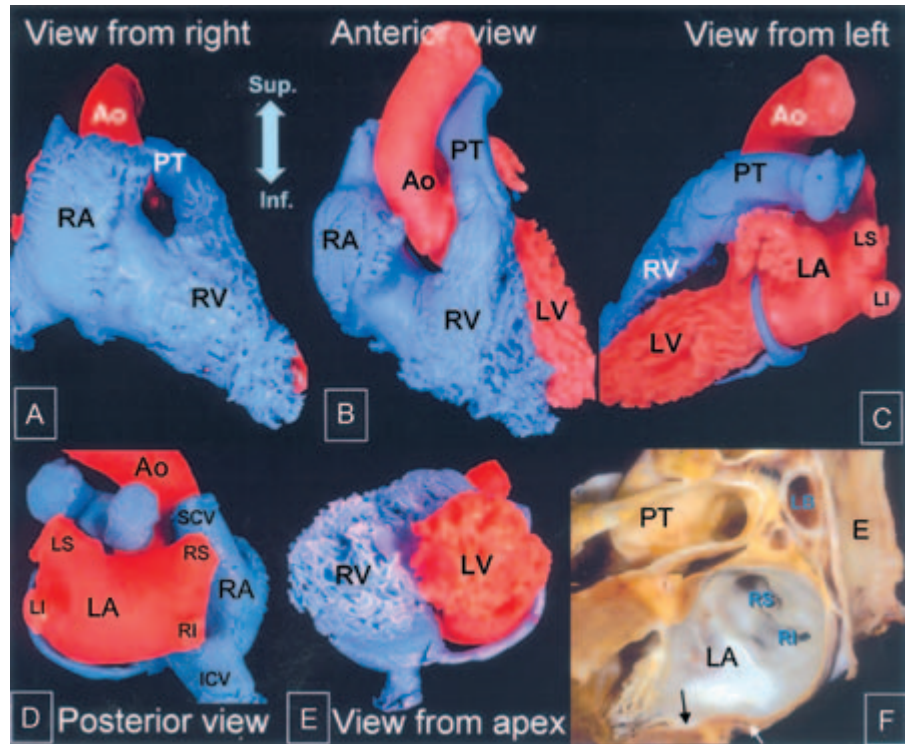 View from right
Anterior view
View from left
Sup.
Inf.
Ao
PT
RA
RV
A
Ao
PT
RA
RV
LV
B
Ao
PT
RV
LA
LS
LI
LV
C
Ao
SCV
LS
RS
RA
LI
LA
RI
ICV
D
Posterior view
RV
LV
E
View from apex
PT
LS
E
RS
RI
LA
F